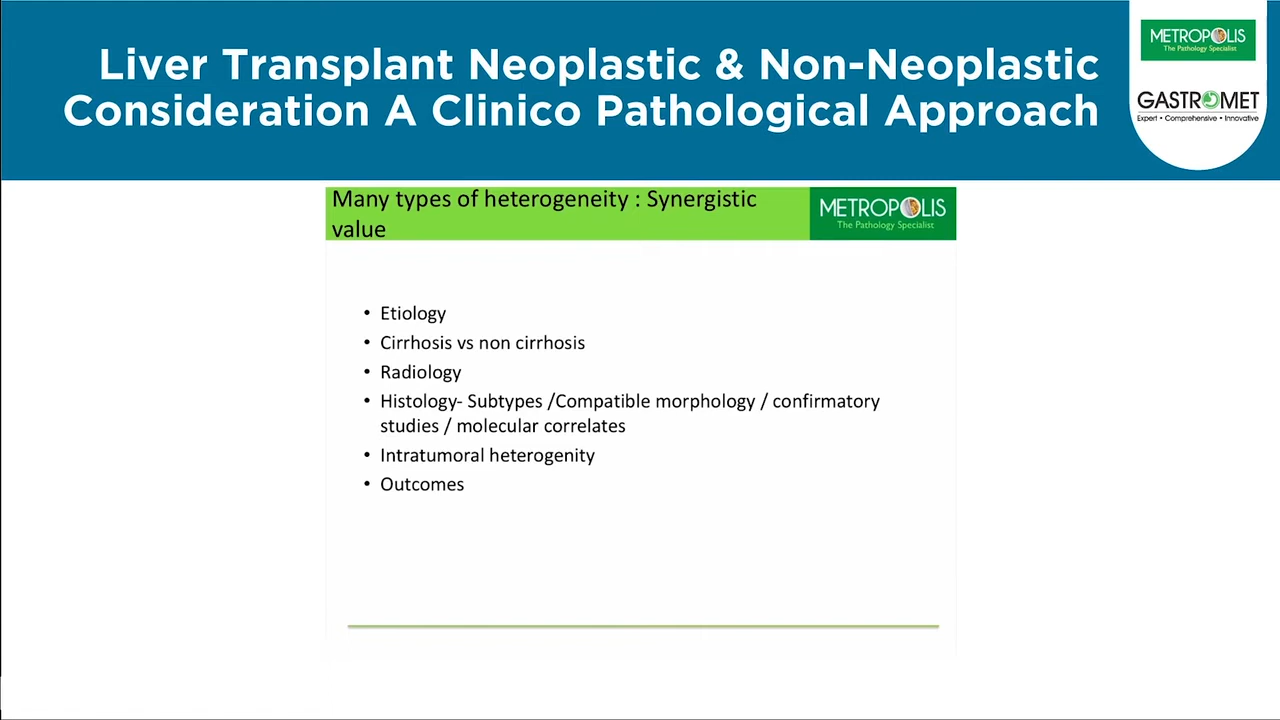 Liver Transplant Neoplastic & Non-Neoplastic
Consideration A Clinico Pathological Approach
METROPOLIS
The Pathology Specialist
GASTROMET
Expert • Comprehensive • Innovative
Many types of heterogeneity : Synergistic
value
METROPOLIS
The Pathology Specialist
• Etiology
• Cirrhosis vs non cirrhosis
• Radiology
• Histology- Subtypes /Compatible morphology / confirmatory
studies / molecular correlates
• Intratumoral heterogenity
• Outcomes